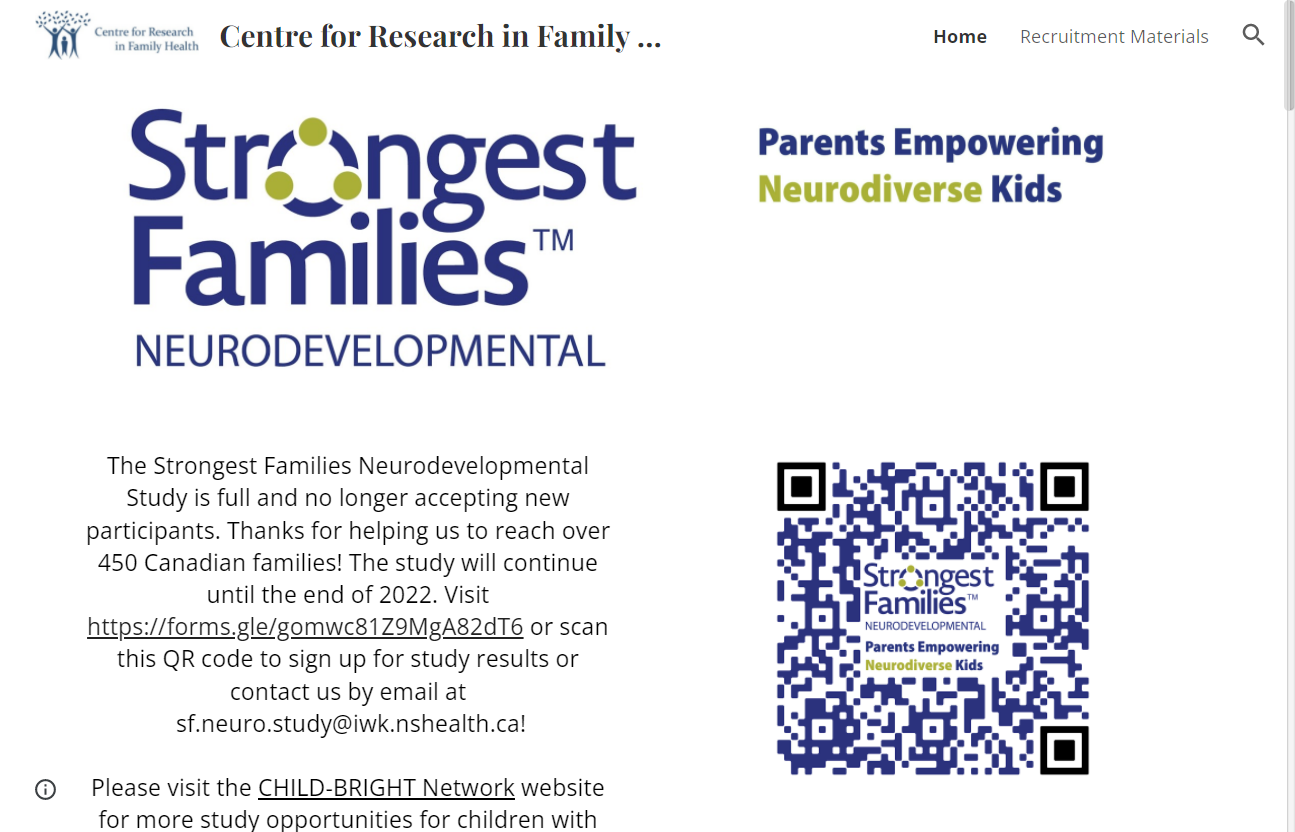 Centre for Research
in Family Health
Centre for Research in Family ...
Home
Recruitment Materials
Strongest
Families™
NEURODEVELOPMENTAL
Parents Empowering
Neurodiverse Kids
The Strongest Families Neurodevelopmental
Study is full and no longer accepting new
participants. Thanks for helping us to reach over
450 Canadian families! The study will continue
until the end of 2022. Visit
https://forms.gle/gomwc81Z9MgA82dT6 or scan
this QR code to sign up for study results or
contact us by email at
sf.neuro.study@iwk.nshealth.ca!
Please visit the CHILD-BRIGHT Network website
for more study opportunities for children with
Strongest
Families™
NEURODEVELOPMENTAL
Parents Empowering
Neurodiverse Kids